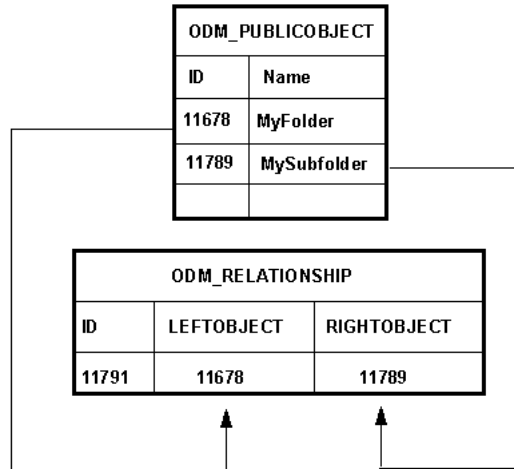 ODM_PUBLICOBJECT
ID Name
11678 MyFolder
11789 MySubfolder
ODM_RELATIONSHIP
ID LEFTOBJECT RIGHTOBJECT
11791 11678 11789